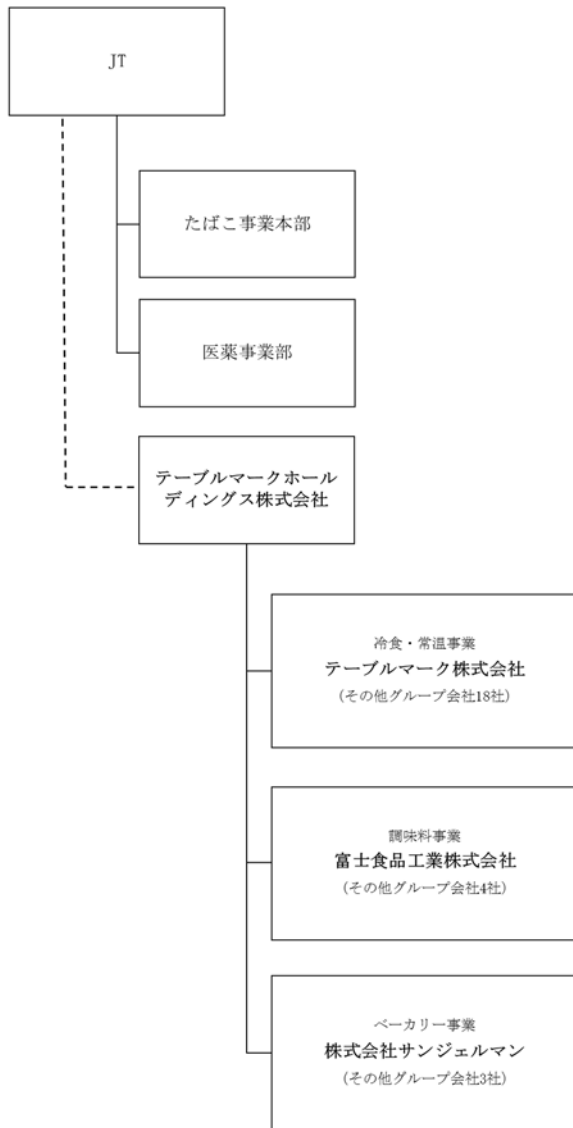 JT
たばこ事業本部
医薬事業部
テーブルマークホール
ディングス株式会社
冷食・常温事業
テーブルマーク株式会社
(その他グループ会社18社)
調味料事業
富士食品工業株式会社
(その他グループ会社4社)
ベーカリー事業
株式会社サンジェルマン
(その他グループ会社3社)